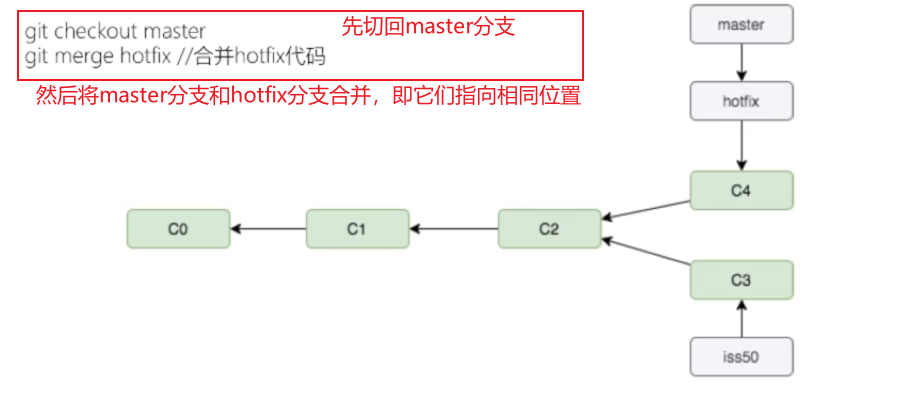 git checkout master
先切回master分支
git merge hotfix //合并hotfix代码
然后将master分支和hotfix分支合并，即它们指向相同位置
master
hotfix
C4
C0
C1
C2
C3
iss50